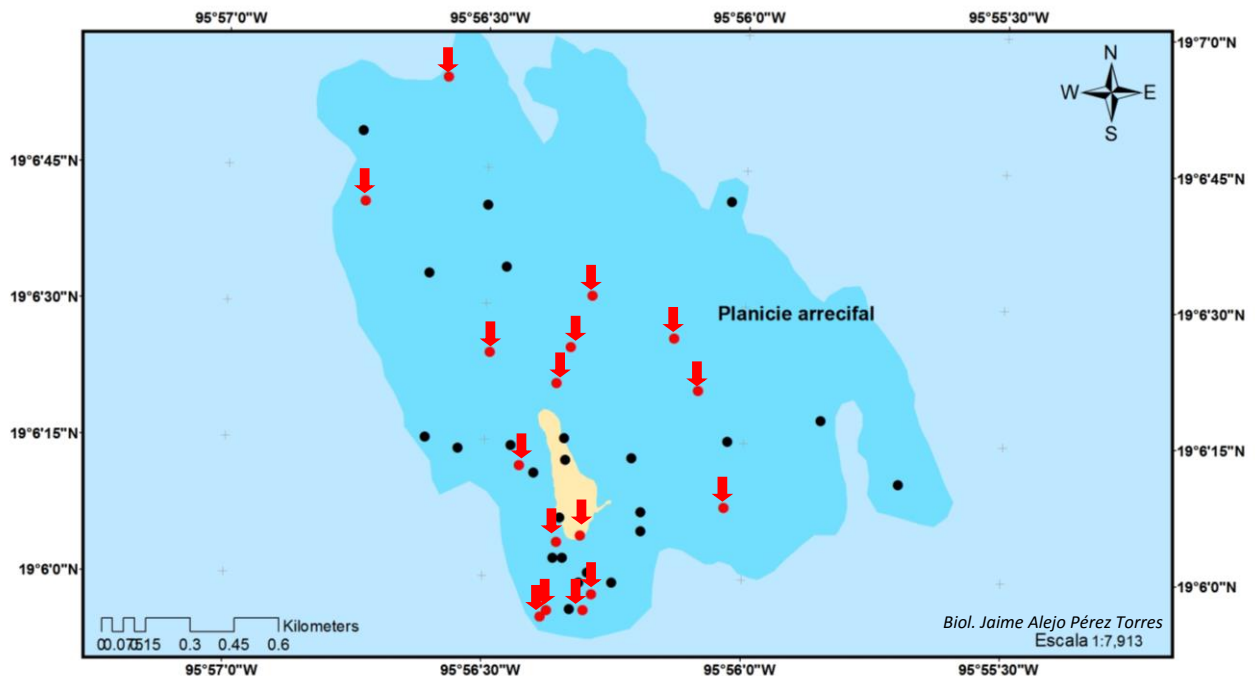 95°57'0"W 95°56'30"W 95°56'0"W 95°55'30"W
19°7'0"N
N
W E
S
19°6'45"N 19°6'45"N
19°6'30"N 19°6'30"N
Planicie arrecifal
19°6'15"N 19°6'15"N
19°6'0"N 19°6'0"N
Kilometers
0.3 0.45 0.6
Biol. Jaime Alejo Pérez Torres
Escala 1:7,913
95°57'0"W 95°56'30"W 95°56'0"W 95°55'30"W